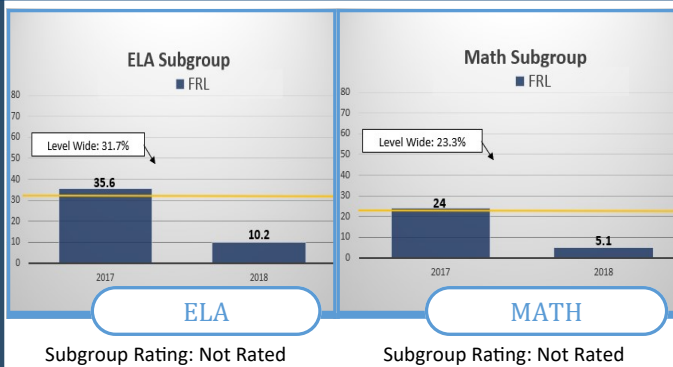 ELA Subgroup
FRL
80
70
60
50
40
30
20
10
0
Level Wide: 31.7%
35.6
10.2
2017
2018
ELA
Subgroup Rating: Not Rated
Math Subgroup
FRL
80
70
60
50
40
30
20
10
0
Level Wide: 23.3%
24
5.1
2017
2018
MATH
Subgroup Rating: Not Rated